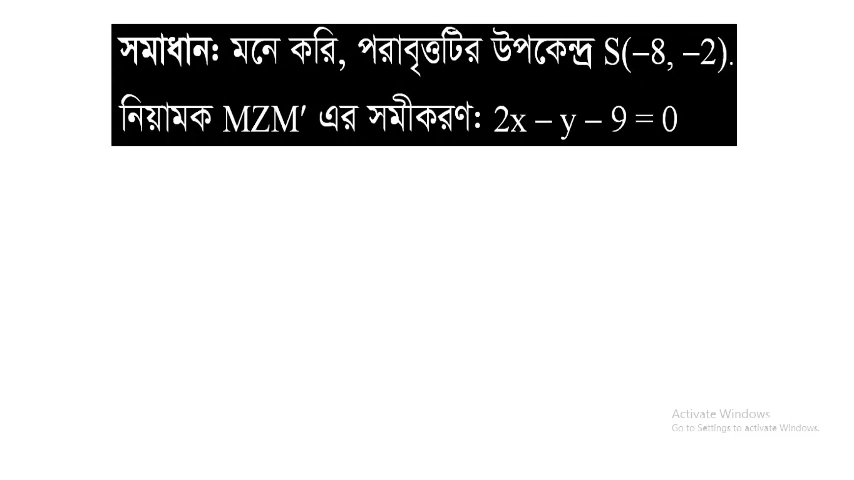 সমাধান: মনে করি, পরাবৃত্তটির উপকেন্দ্র S(–8, –2).
নিয়ামক MZM′ এর সমীকরণ: 2x – y – 9 = 0
Activate Windows
Go to Settings to activate Windows.